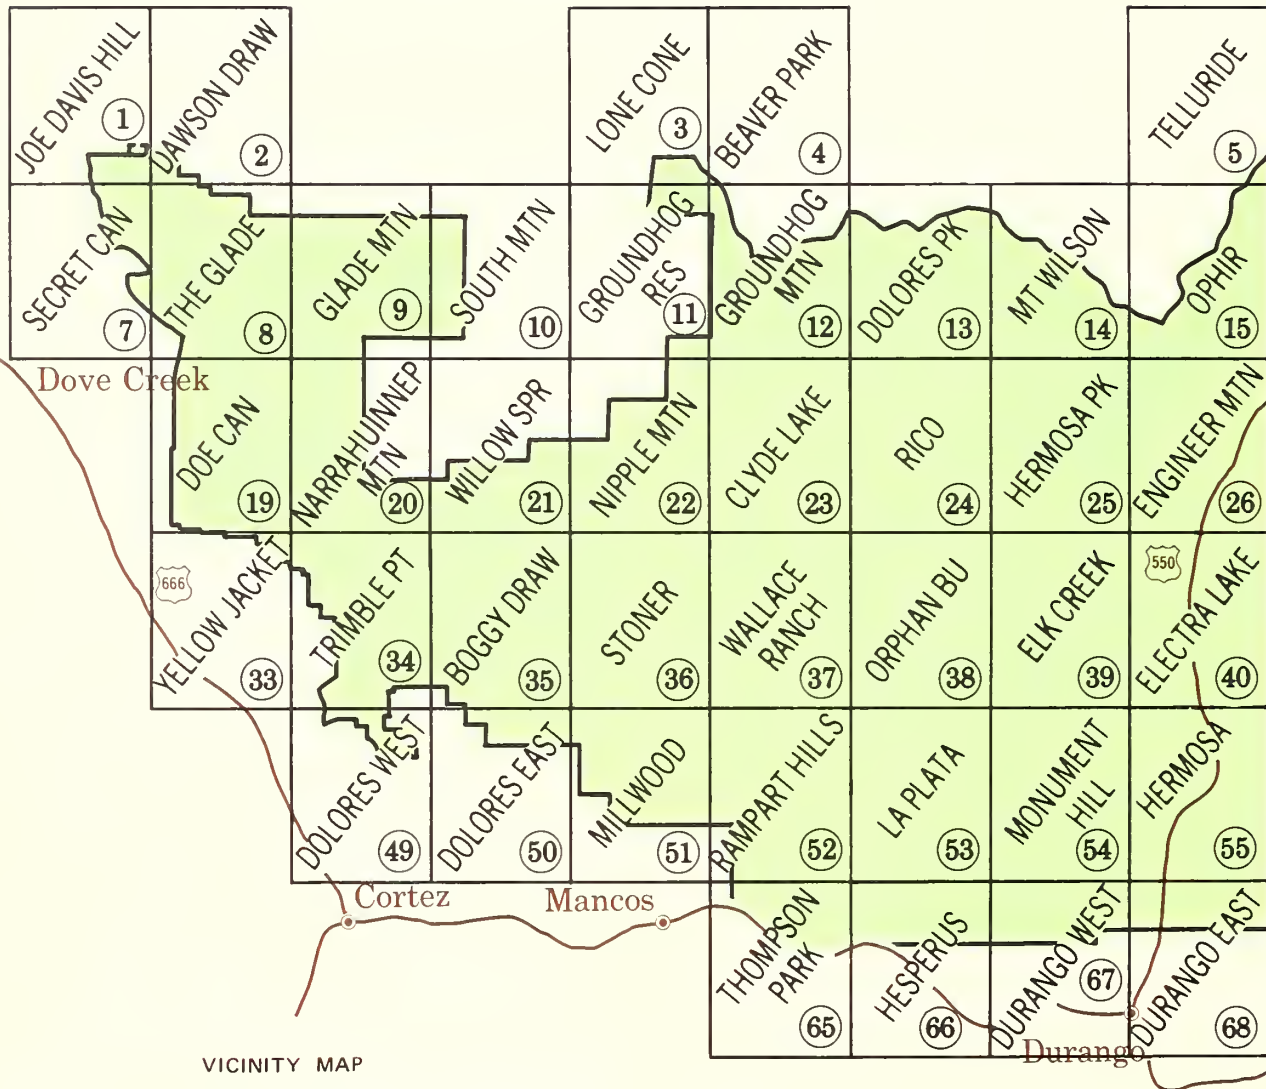 JOE DAVIS HILL
1
DAWSON DRAW
2
LONE CONE
3
BEAVER PARK
4
TELLURIDE
5
SECRET CAN
7
THE GLADE
8
GLADE MTN
9
SOUTH MTN
10
GROUNDHOG
RES
11
GROUNDHOG
MTN
12
DOLORES PK
13
MT WILSON
14
OPHIR
15
Dove Creek
DOE CAN
19
NARRAHUINNEP
MTN
20
WILLOW SPR
21
NIPPLE MTN
22
CLYDE LAKE
23
RICO
24
HERMOSA PK
25
ENGINEER MTN
26
666
YELLOW JACKET
33
TRIMBLE PT
34
BOGGY DRAW
35
STONER
36
WALLACE
RANCH
37
ORPHAN BU
38
ELK CREEK
39
550
ELECTRA LAKE
40
DOLORES WEST
49
DOLORES EAST
50
MILLWOOD
51
RAMPART HILLS
52
LA PLATA
53
MONUMENT
HILL
54
HERMOSA
55
Cortez
Mancos
THOMPSON
PARK
65
HESPERUS
66
DURANGO WEST
67
DURANGO EAST
68
Durango
VICINITY MAP